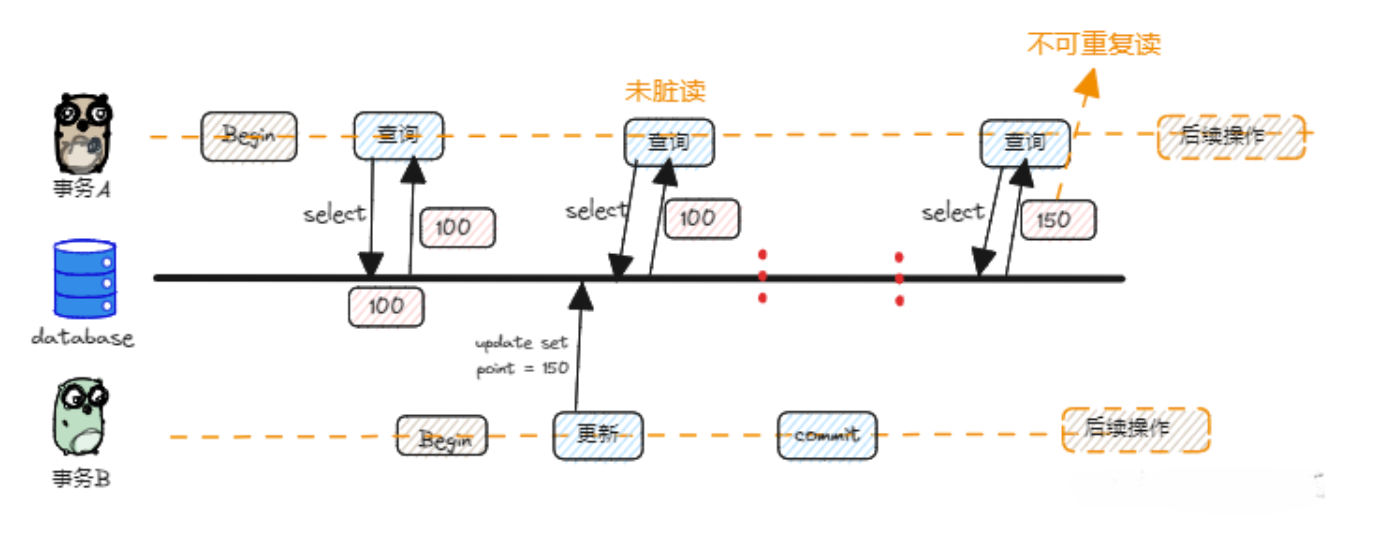 不可重复读
未脏读
Begin
查询
查询
查询
后续操作
事务A
select
100
select
100
select
150
database
100
update set
point = 150
Begin
更新
commit
后续操作
事务B